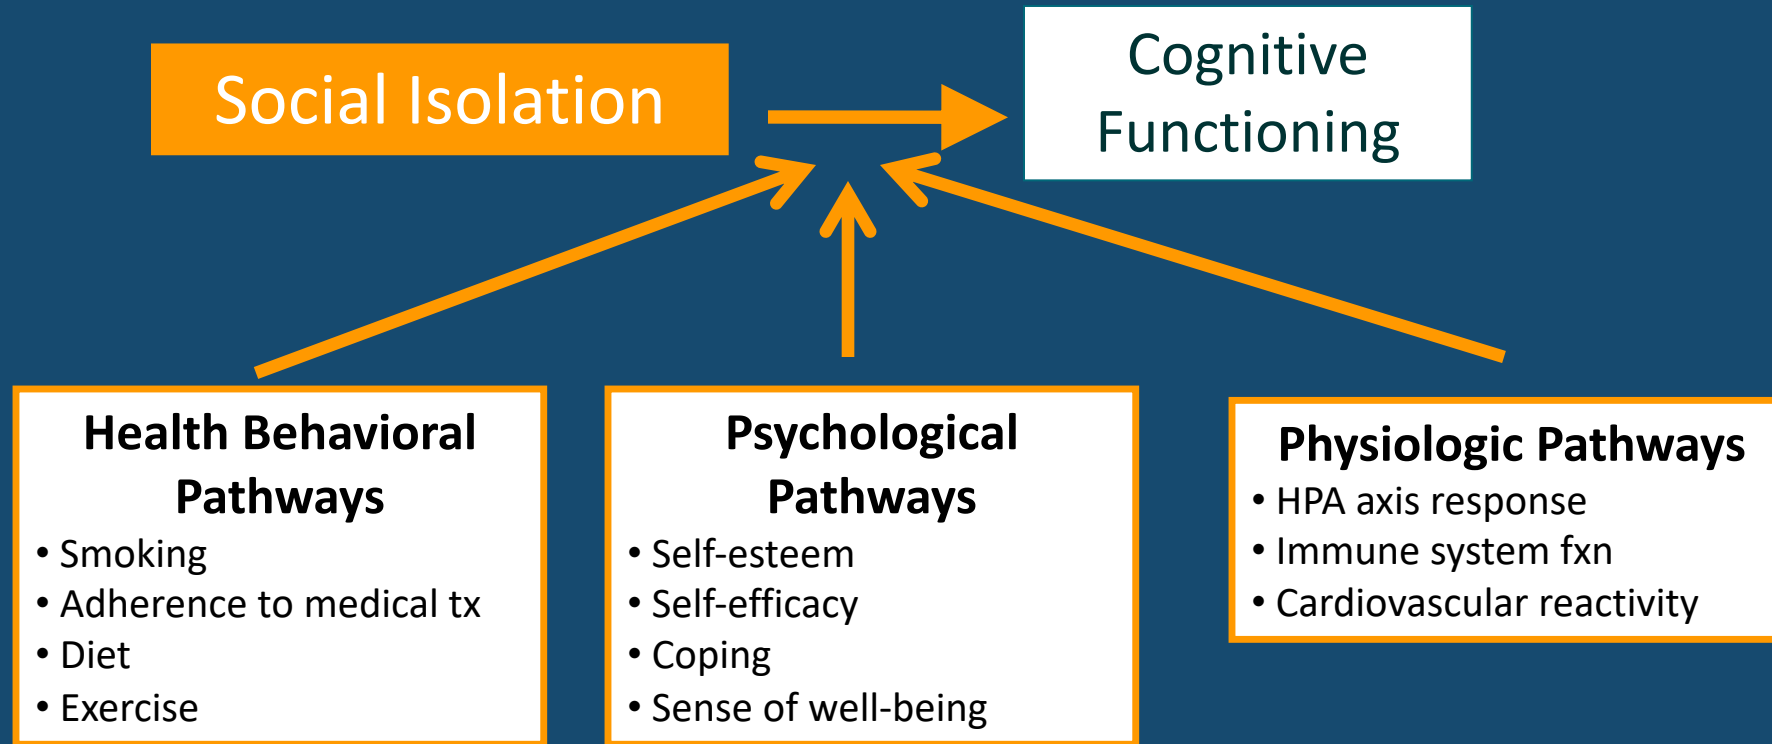 Social Isolation
Cognitive
Functioning
Health Behavioral
Pathways
• Smoking
• Adherence to medical tx
• Diet
• Exercise
Psychological
Pathways
• Self-esteem
• Self-efficacy
• Coping
• Sense of well-being
Physiologic Pathways
• HPA axis response
• Immune system fxn
• Cardiovascular reactivity